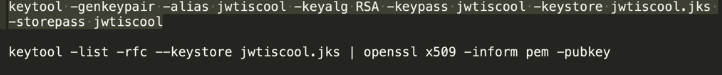 keytool -genkeypair -alias jwtiscool -keyalg RSA -keypass jwtiscool -keystore jwtiscool.jks
-storepass jwtiscool
keytool -list -rfc --keystore jwtiscool.jks | openssl x509 -inform pem -pubkey